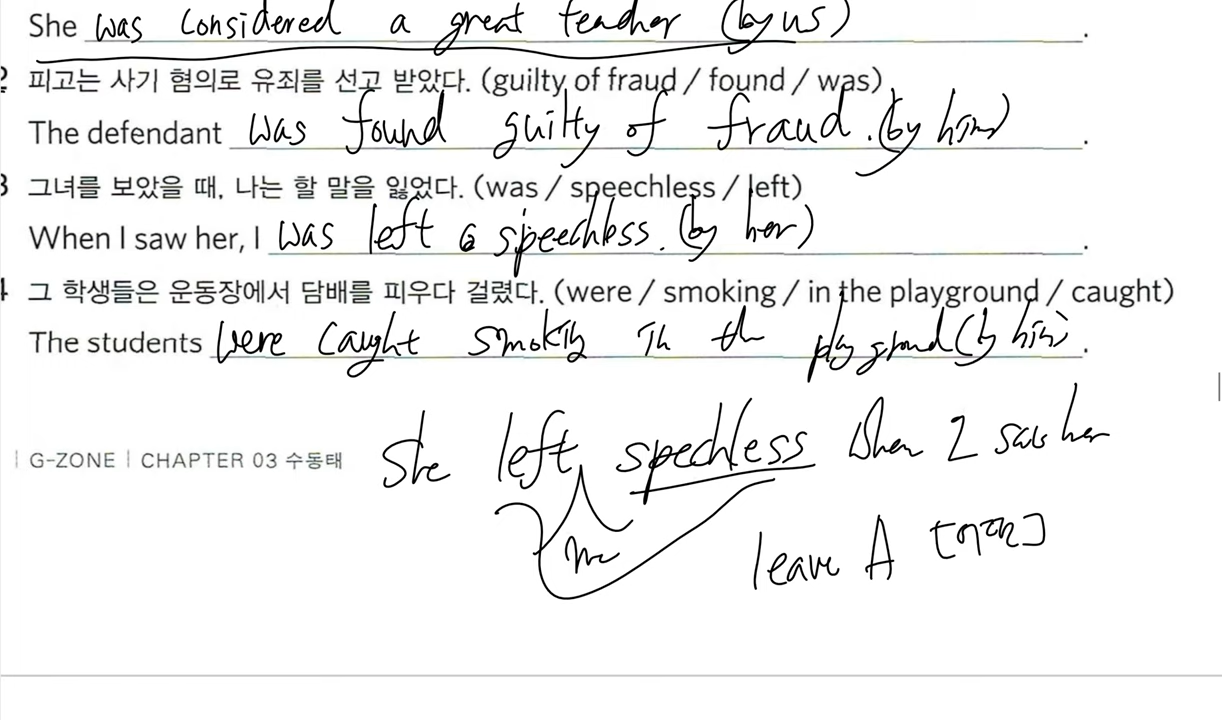 She was considered a great teacher (by us) .
2 피고는 사기 혐의로 유죄를 선고 받았다. (guilty of fraud / found / was)
The defendant was found guilty of fraud. (by him) .
3 그녀를 보았을 때, 나는 할 말을 잃었다. (was / speechless / left)
When I saw her, I was left a speechless. (by her) .
4 그 학생들은 운동장에서 담배를 피우다 걸렸다. (were / smoking / in the playground / caught)
The students were caught smoking in the playground (by him) .
She left spechless when I saw her
me
leave A
| G-ZONE | CHAPTER 03 수동태